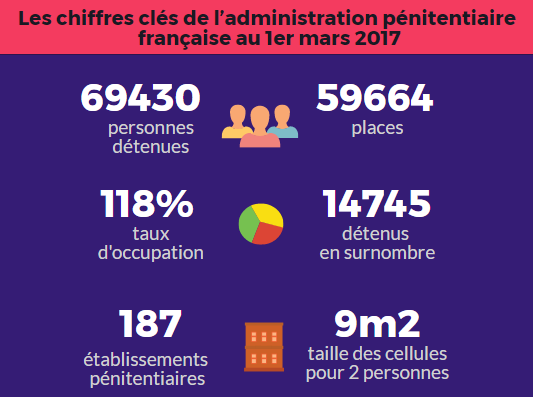 Les chiffres clés de l’administration pénitentiaire
française au 1er mars 2017
69430
personnes
détenues
59664
places
118%
taux
d'occupation
14745
détenus
en surnombre
187
établissements
pénitentiaires
9m2
taille des cellules
pour 2 personnes